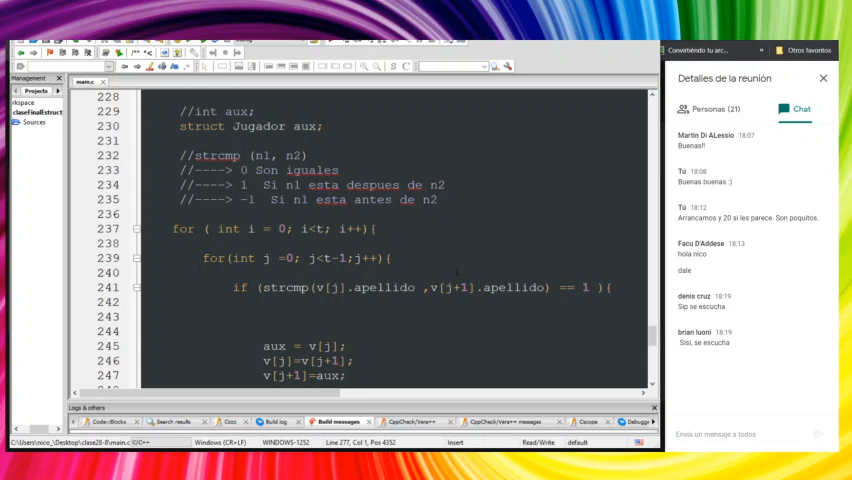 Management
Projects
rkspace
claseFinalEstruct
Sources
main.c
228
229 //int aux;
230 struct Jugador aux;
231
232 //strcmp (n1, n2)
233 //----> 0 Son iguales
234 //----> 1 Si n1 esta despues de n2
235 //----> -1 Si n1 esta antes de n2
236
237 for ( int i = 0; i<t; i++){
238
239 for(int j =0; j<t-1;j++){
240
241 if (strcmp(v[j].apellido ,v[j+1].apellido) == 1 ){
242
243
244
245 aux = v[j];
246 v[j]=v[j+1];
247 v[j+1]=aux;
Logs & others
Code::Blocks Search results Cccc Build log Build messages CppCheck/Vera++ CppCheck/Vera++ messages Cscope Debugge
C:\Users\nico_\Desktop\clase28-8\main.c C/C++ Windows (CR+LF) WINDOWS-1252 Line 277, Col 1, Pos 4352 Insert Read/Write default
Convirtiéndo tu arc... » Otros favoritos
Detalles de la reunión
Personas (21) Chat
Martin Di ALessio 18:07
Buenas!!
Tú 18:08
Buenas buenas :)
Tú 18:12
Arrancamos y 20 si les parece. Son poquitos.
Facu D'Addese 18:13
hola nico
dale
denis cruz 18:19
Sip se escucha
brian luoni 18:19
Sisi, se escucha
Envía un mensaje a todos